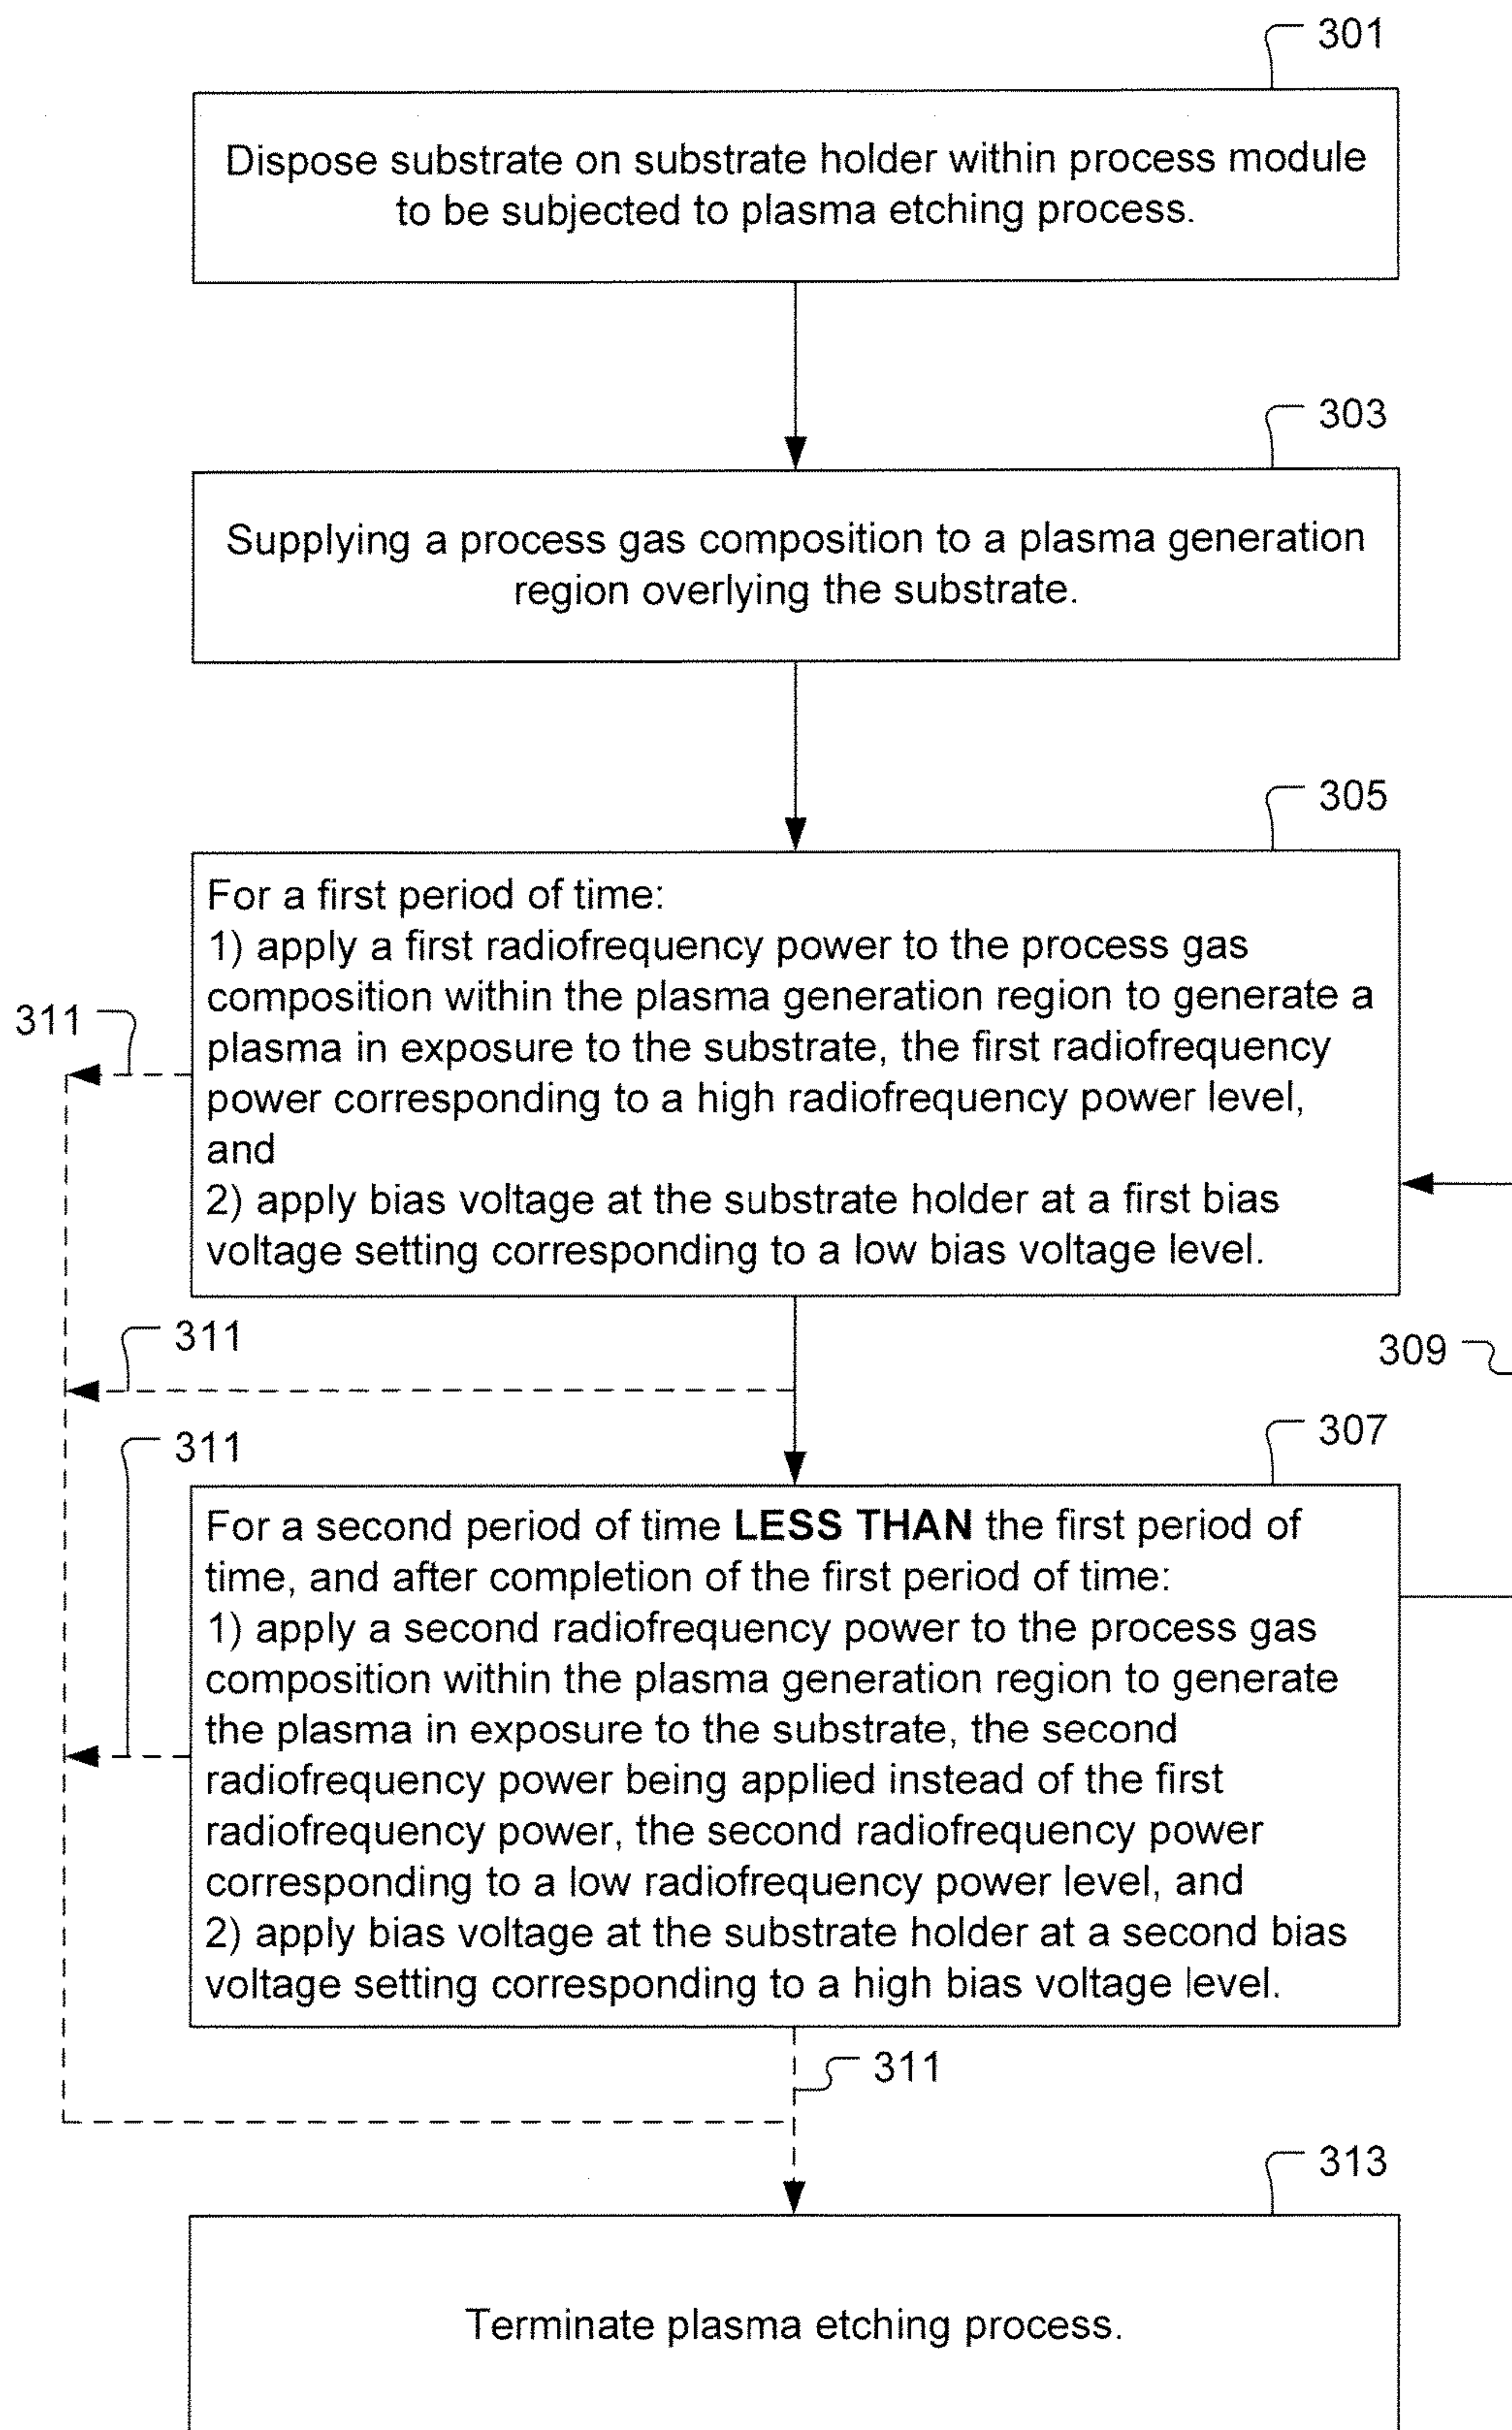 301
Dispose substrate on substrate holder within process module
to be subjected to plasma etching process.
303
Supplying a process gas composition to a plasma generation
region overlying the substrate.
305
For a first period of time:
1) apply a first radiofrequency power to the process gas
composition within the plasma generation region to generate a
plasma in exposure to the substrate, the first radiofrequency
power corresponding to a high radiofrequency power level,
and
2) apply bias voltage at the substrate holder at a first bias
voltage setting corresponding to a low bias voltage level.
311
311
309
311
307
For a second period of time LESS THAN the first period of
time, and after completion of the first period of time:
1) apply a second radiofrequency power to the process gas
composition within the plasma generation region to generate
the plasma in exposure to the substrate, the second
radiofrequency power being applied instead of the first
radiofrequency power, the second radiofrequency power
corresponding to a low radiofrequency power level, and
2) apply bias voltage at the substrate holder at a second bias
voltage setting corresponding to a high bias voltage level.
311
313
Terminate plasma etching process.